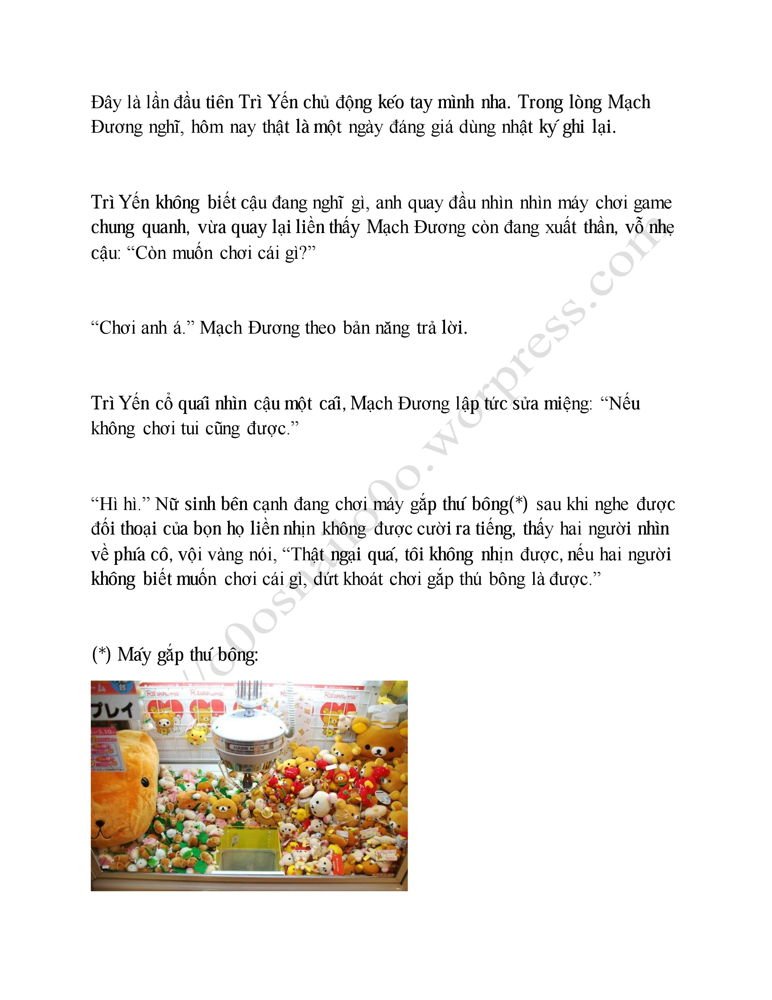 Đây là lần đầu tiên Trì Yến chủ động kéo tay mình nha. Trong lòng Mạch
Đương nghĩ, hôm nay thật là một ngày đáng giá dùng nhật ký ghi lại.
Trì Yến không biết cậu đang nghĩ gì, anh quay đầu nhìn nhìn máy chơi game
chung quanh, vừa quay lại liền thấy Mạch Đương còn đang xuất thần, vỗ nhẹ
cậu: “Còn muốn chơi cái gì?”
“Chơi anh á.” Mạch Đương theo bản năng trả lời.
Trì Yến cổ quái nhìn cậu một cái, Mạch Đương lập tức sửa miệng: “Nếu
không chơi tui cũng được.”
“Hì hì.” Nữ sinh bên cạnh đang chơi máy gắp thú bông(*) sau khi nghe được
đối thoại của bọn họ liền nhịn không được cười ra tiếng, thấy hai người nhìn
về phía cô, vội vàng nói, “Thật ngại quá, tôi không nhịn được, nếu hai người
không biết muốn chơi cái gì, dứt khoát chơi gắp thú bông là được.”
(*) Máy gắp thú bông:
//o0osnailo0o.worpress.com
ーム
台
プレイ
5.10
Rilakkuma
Rilakkuma
Rilakkuma
HAWK HOOK